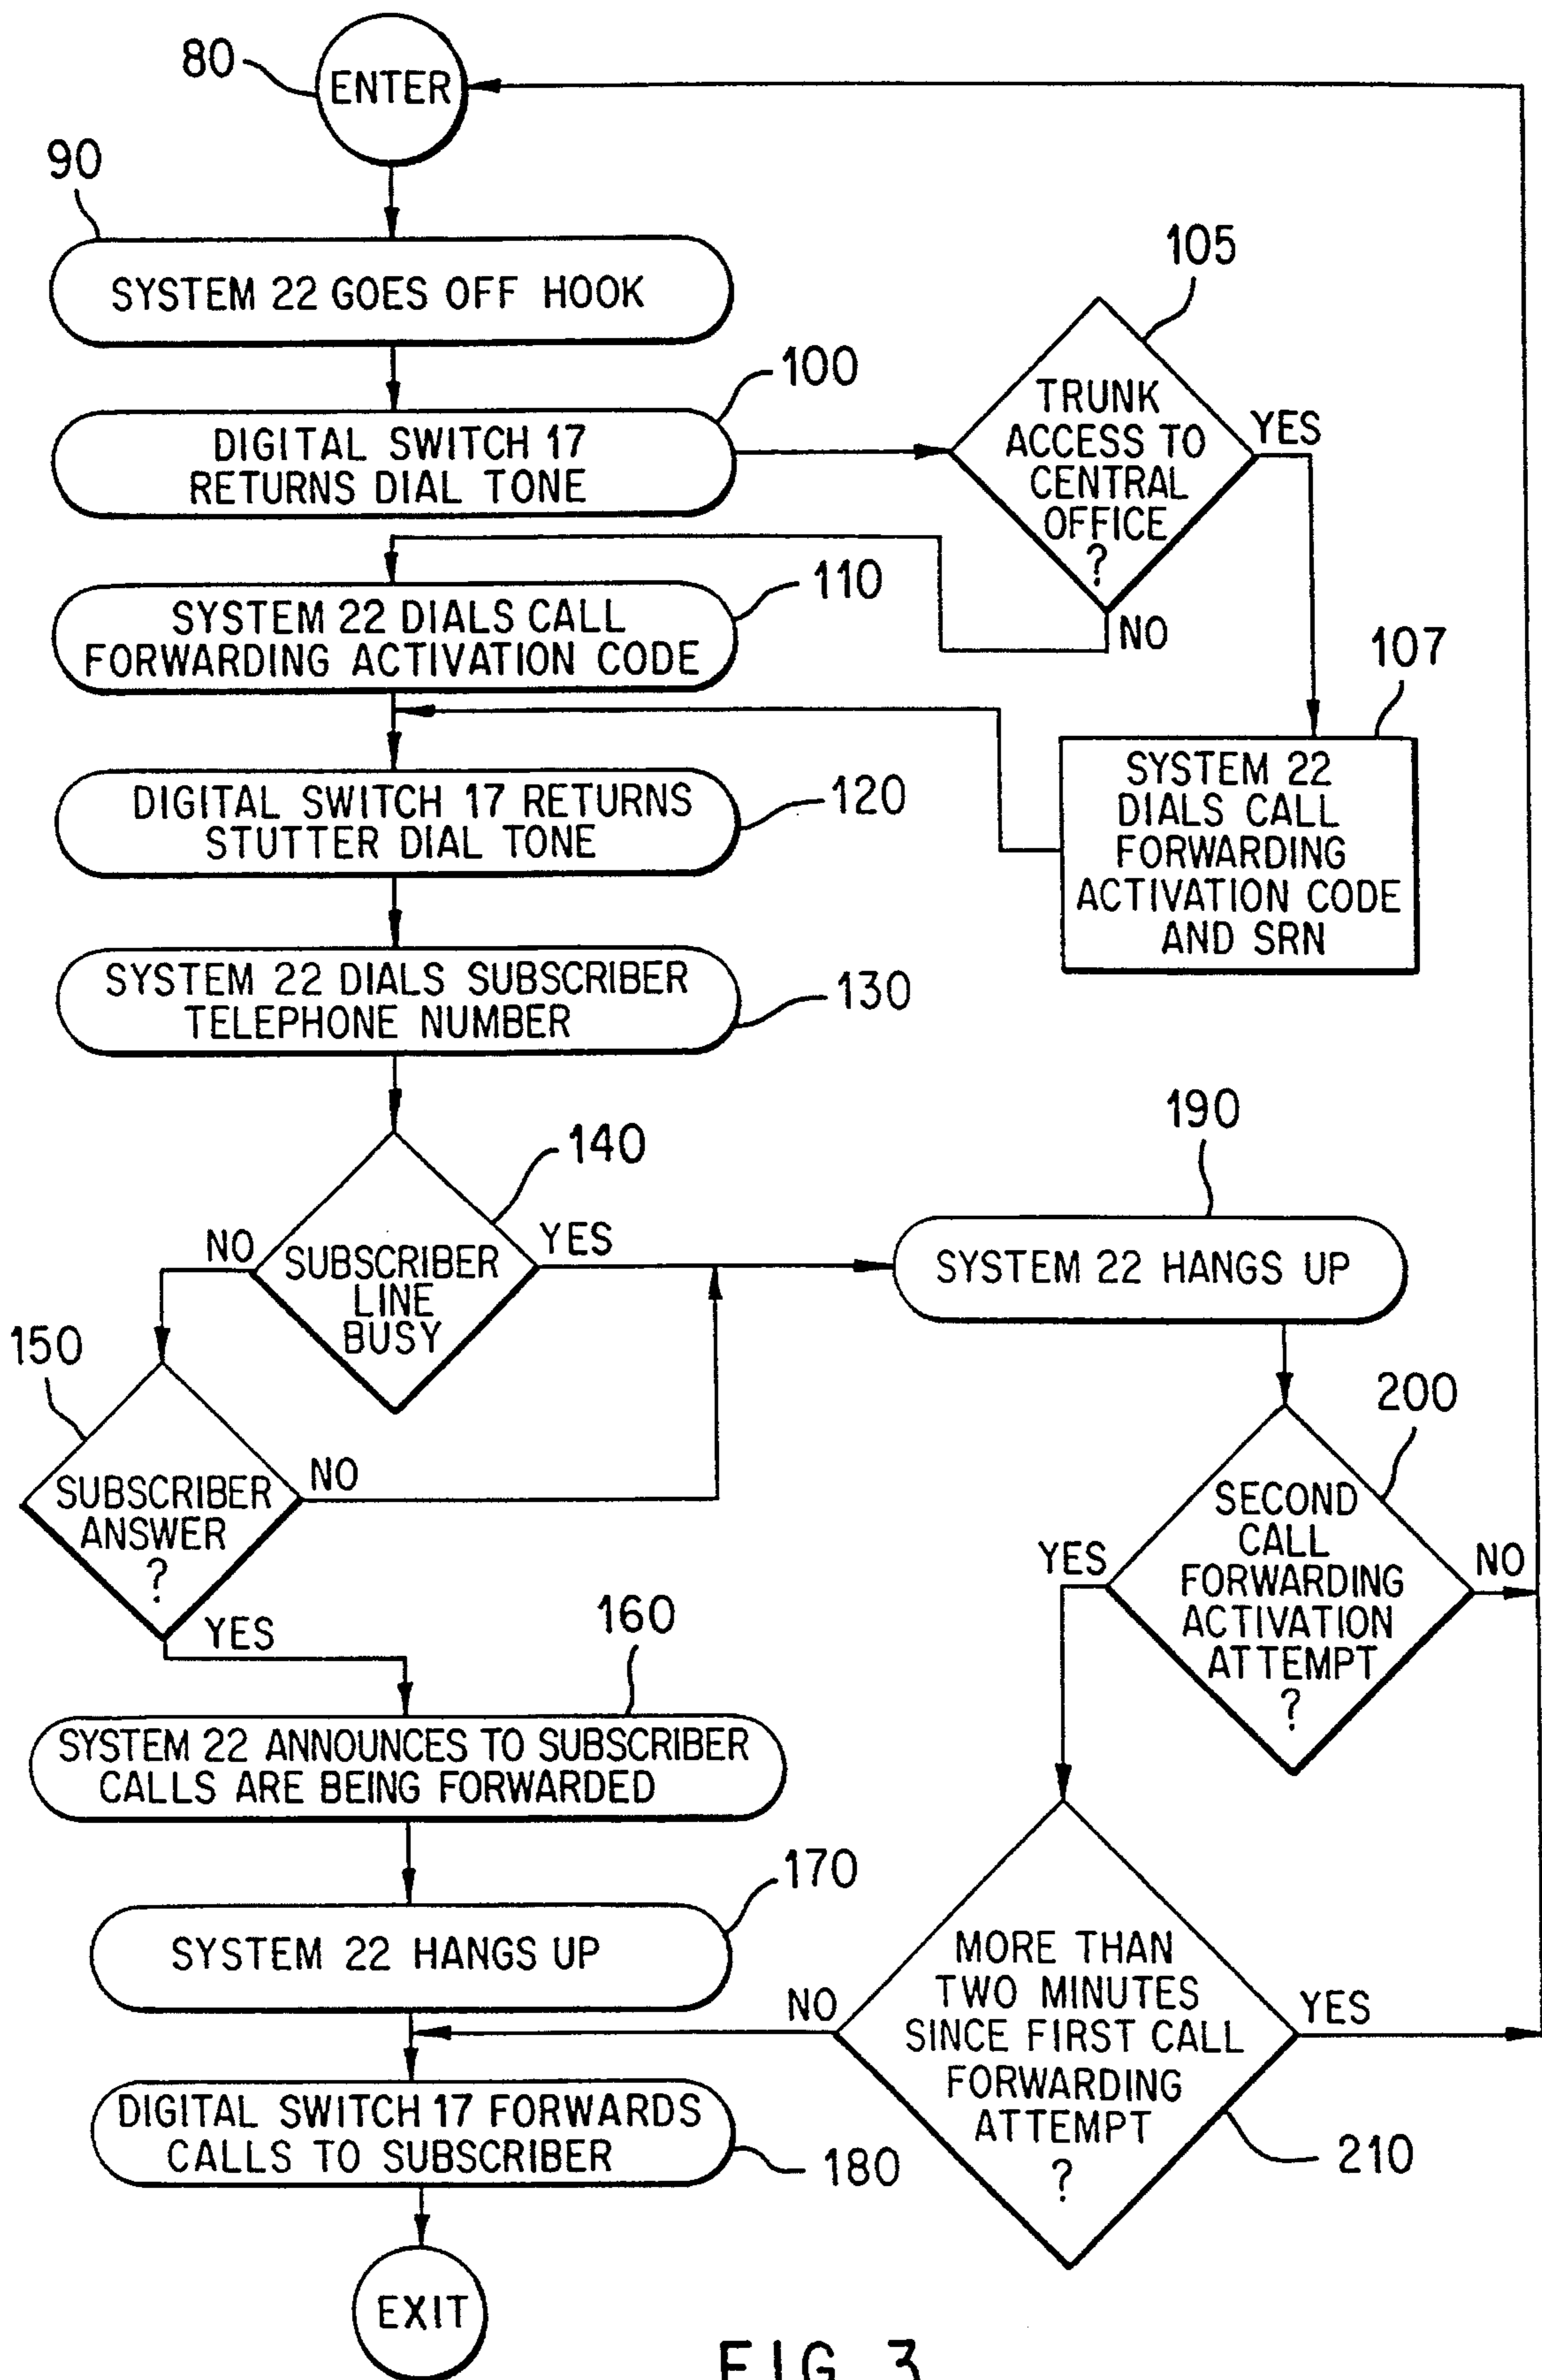 80
ENTER
90
SYSTEM 22 GOES OFF HOOK
105
100
DIGITAL SWITCH 17
RETURNS DIAL TONE
TRUNK
ACCESS TO
CENTRAL
OFFICE
?
YES
NO
110
SYSTEM 22 DIALS CALL
FORWARDING ACTIVATION CODE
107
SYSTEM 22
DIALS CALL
FORWARDING
ACTIVATION CODE
AND SRN
DIGITAL SWITCH 17 RETURNS
STUTTER DIAL TONE
120
SYSTEM 22 DIALS SUBSCRIBER
TELEPHONE NUMBER
130
140
NO
SUBSCRIBER
LINE
BUSY
YES
190
SYSTEM 22 HANGS UP
150
SUBSCRIBER
ANSWER
?
NO
YES
200
SECOND
CALL
FORWARDING
ACTIVATION
ATTEMPT
?
YES
NO
160
SYSTEM 22 ANNOUNCES TO SUBSCRIBER
CALLS ARE BEING FORWARDED
170
SYSTEM 22 HANGS UP
NO
MORE THAN
TWO MINUTES
SINCE FIRST CALL
FORWARDING
ATTEMPT
?
YES
210
DIGITAL SWITCH 17 FORWARDS
CALLS TO SUBSCRIBER
180
EXIT
FIG. 3